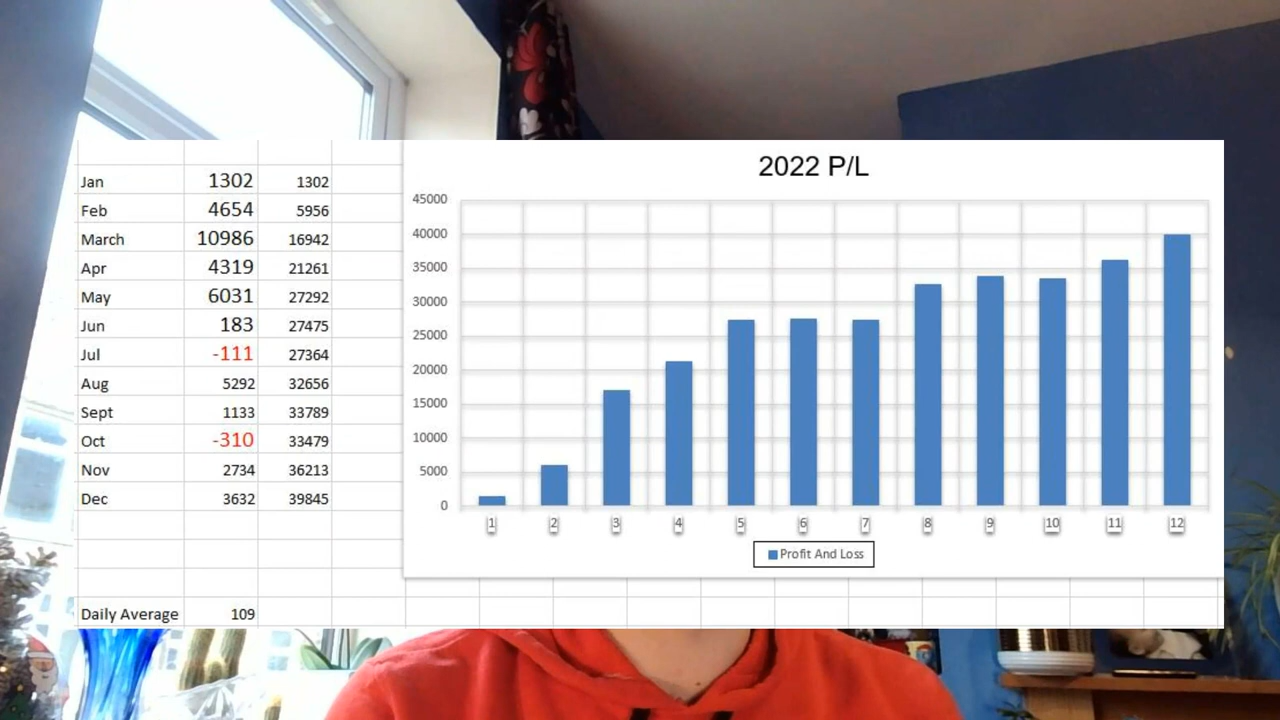 2022 P/L
Jan 1302 1302
Feb 4654 5956
March 10986 16942
Apr 4319 21261
May 6031 27292
Jun 183 27475
Jul -111 27364
Aug 5292 32656
Sept 1133 33789
Oct -310 33479
Nov 2734 36213
Dec 3632 39845
Daily Average 109
45000
40000
35000
30000
25000
20000
15000
10000
5000
0
1 2 3 4 5 6 7 8 9 10 11 12
Profit And Loss